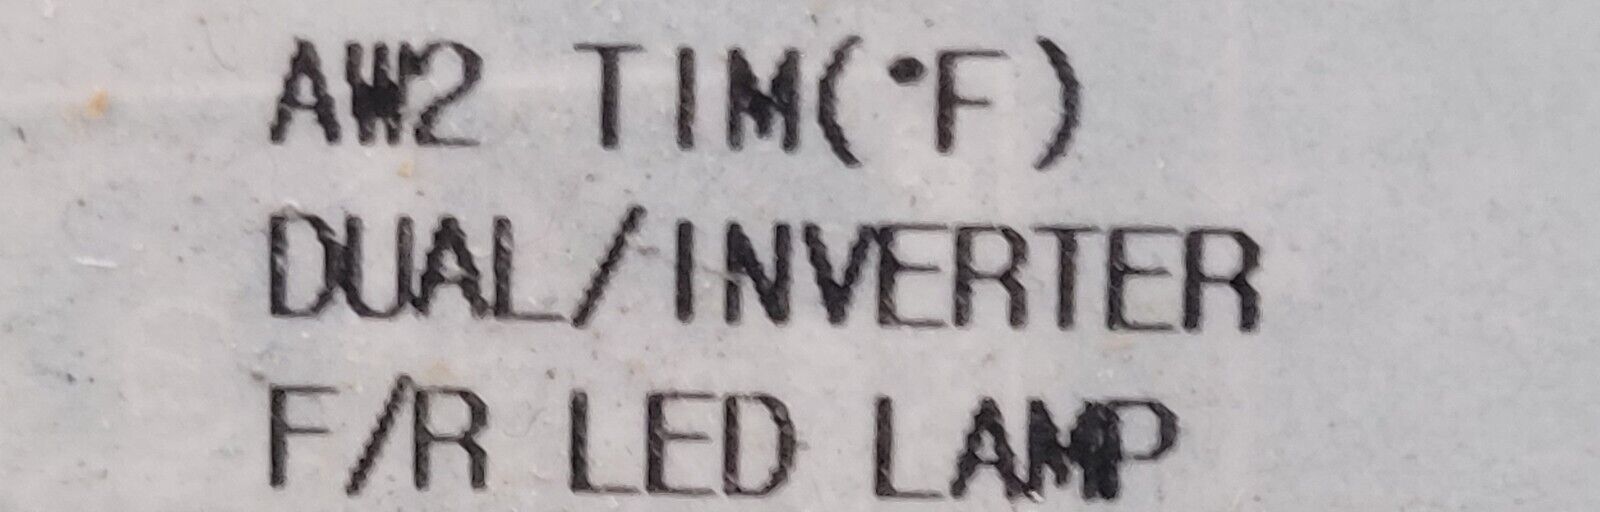 AW2 TIM(°F)
DUAL/INVERTER
F/R LED LAMP